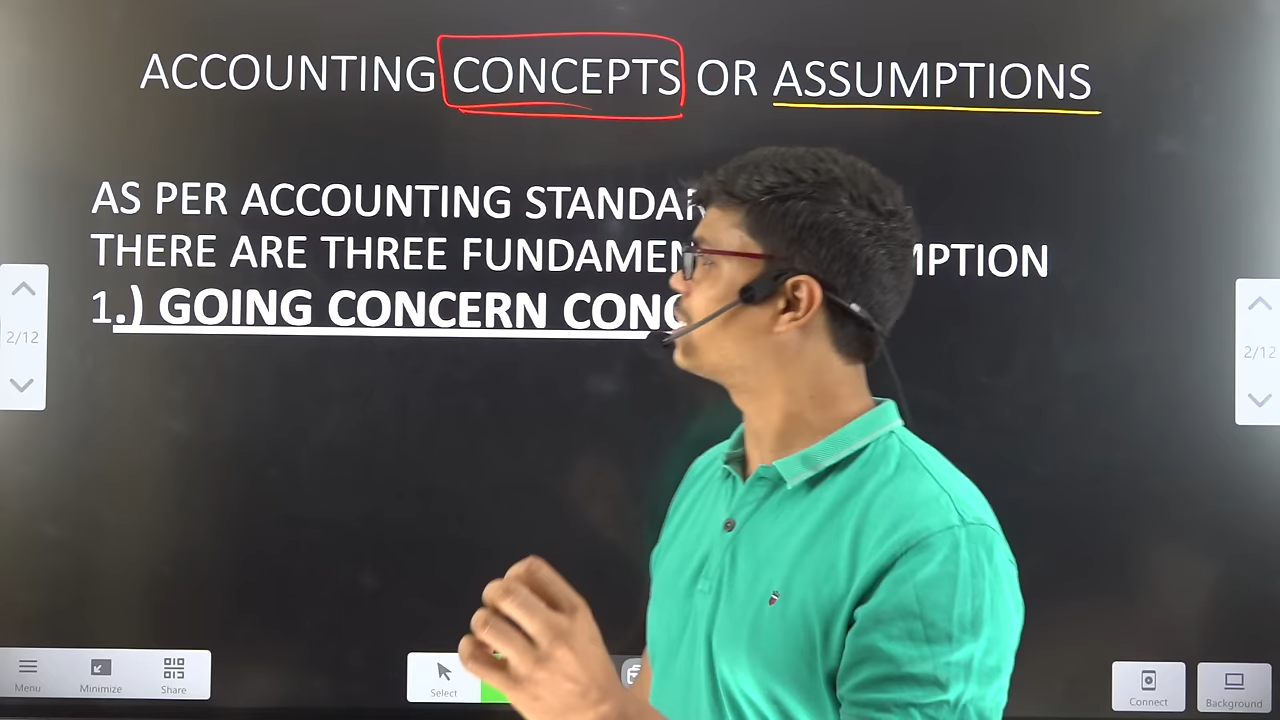 ACCOUNTING CONCEPTS OR ASSUMPTIONS
AS PER ACCOUNTING
THERE ARE THREE
1.) GOING CONCERN
2/12
2/12
Menu
Minimize
Share
Select
Connect
Background